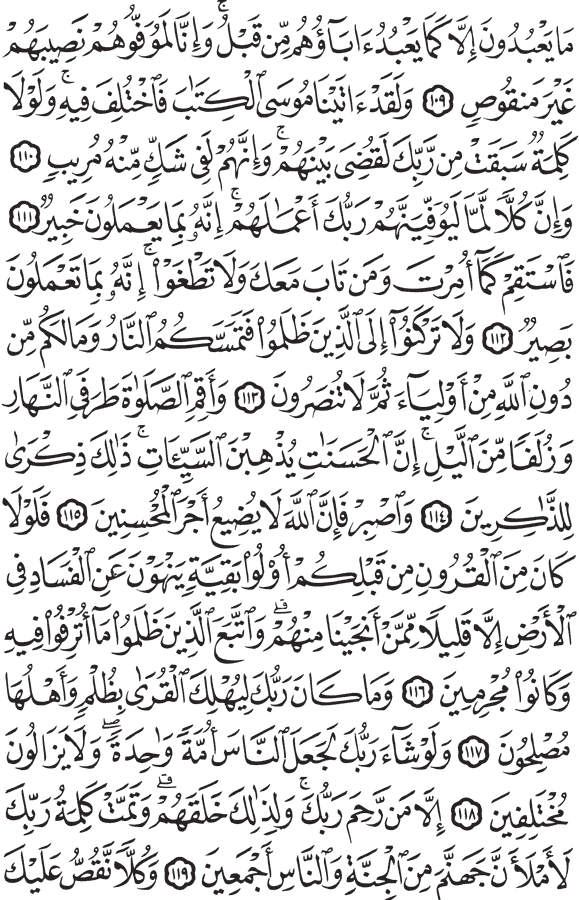 مَا يَعْبُدُونَ إِلَّا كَمَا يَعْبُدُ ءَابَآؤُهُم مِّن قَبْلُ ۚ وَإِنَّا لَمُوَفُّوهُمْ نَصِيبَهُمْ
غَيْرَ مَنقُوصٍ ١٠٩ وَلَقَدْ ءَاتَيْنَا مُوسَى ٱلْكِتَٰبَ فَٱخْتُلِفَ فِيهِ ۚ وَلَوْلَا
كَلِمَةٌ سَبَقَتْ مِن رَّبِّكَ لَقُضِىَ بَيْنَهُمْ ۚ وَإِنَّهُمْ لَفِى شَكٍّ مِّنْهُ مُرِيبٍ ١١٠
وَإِنَّ كُلًّا لَّمَّا لَيُوَفِّيَنَّهُمْ رَبُّكَ أَعْمَٰلَهُمْ ۚ إِنَّهُۥ بِمَا يَعْمَلُونَ خَبِيرٌ ١١١
فَٱسْتَقِمْ كَمَآ أُمِرْتَ وَمَن تَابَ مَعَكَ وَلَا تَطْغَوْا۟ ۚ إِنَّهُۥ بِمَا تَعْمَلُونَ
بَصِيرٌ ١١٢ وَلَا تَرْكَنُوٓا۟ إِلَى ٱلَّذِينَ ظَلَمُوا۟ فَتَمَسَّكُمُ ٱلنَّارُ وَمَا لَكُم مِّن
دُونِ ٱللَّهِ مِنْ أَوْلِيَآءَ ثُمَّ لَا تُنصَرُونَ ١١٣ وَأَقِمِ ٱلصَّلَوٰةَ طَرَفَىِ ٱلنَّهَارِ
وَزُلَفًا مِّنَ ٱلَّيْلِ ۚ إِنَّ ٱلْحَسَنَٰتِ يُذْهِبْنَ ٱلسَّيِّـَٔاتِ ۚ ذَٰلِكَ ذِكْرَىٰ
لِلذَّٰكِرِينَ ١١٤ وَٱصْبِرْ فَإِنَّ ٱللَّهَ لَا يُضِيعُ أَجْرَ ٱلْمُحْسِنِينَ ١١٥ فَلَوْلَا
كَانَ مِنَ ٱلْقُرُونِ مِن قَبْلِكُمْ أُو۟لُوا۟ بَقِيَّةٍ يَنْهَوْنَ عَنِ ٱلْفَسَادِ فِى
ٱلْأَرْضِ إِلَّا قَلِيلًا مِّمَّنْ أَنجَيْنَا مِنْهُمْ ۗ وَٱتَّبَعَ ٱلَّذِينَ ظَلَمُوا۟ مَآ أُتْرِفُوا۟ فِيهِ
وَكَانُوا۟ مُجْرِمِينَ ١١٦ وَمَا كَانَ رَبُّكَ لِيُهْلِكَ ٱلْقُرَىٰ بِظُلْمٍ وَأَهْلُهَا
مُصْلِحُونَ ١١٧ وَلَوْ شَآءَ رَبُّكَ لَجَعَلَ ٱلنَّاسَ أُمَّةً وَٰحِدَةً ۖ وَلَا يَزَالُونَ
مُخْتَلِفِينَ ١١٨ إِلَّا مَن رَّحِمَ رَبُّكَ ۚ وَلِذَٰلِكَ خَلَقَهُمْ ۗ وَتَمَّتْ كَلِمَةُ رَبِّكَ
لَأَمْلَأَنَّ جَهَنَّمَ مِنَ ٱلْجِنَّةِ وَٱلنَّاسِ أَجْمَعِينَ ١١٩ وَكُلًّا نَّقُصُّ عَلَيْكَ